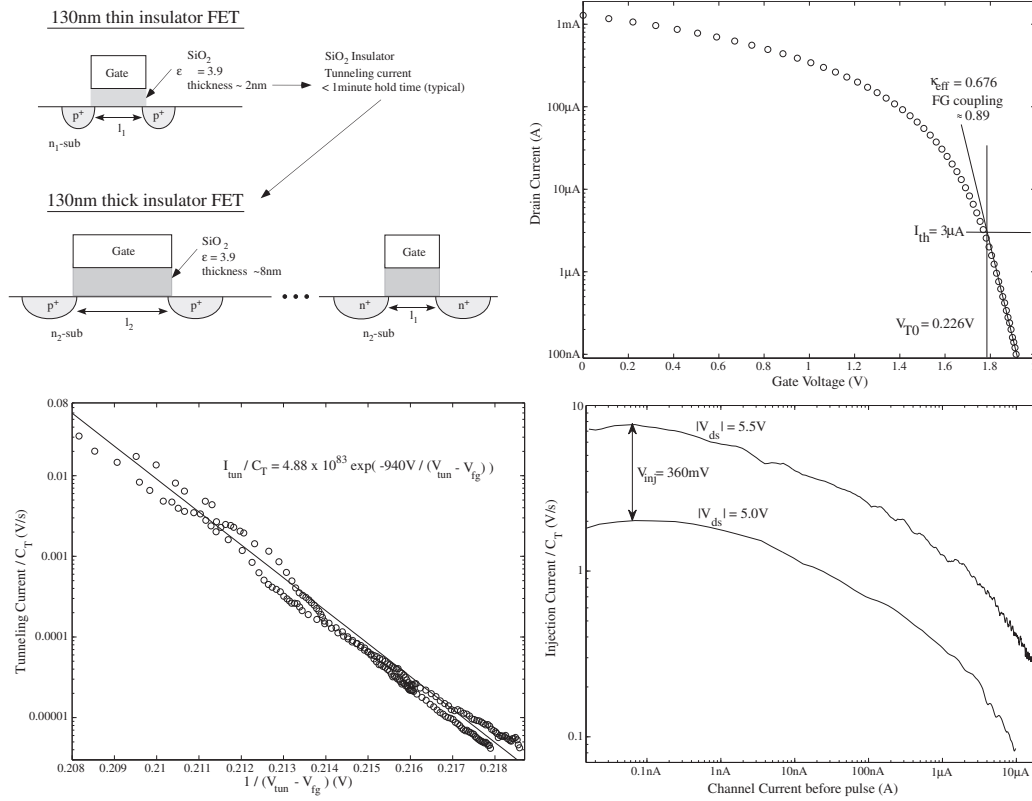 130nm thin insulator FET
Gate
SiO2
ε = 3.9
thickness ~ 2nm
p+
p+
l1
n1-sub
SiO2 Insulator
Tunneling current
< 1minute hold time (typical)
130nm thick insulator FET
Gate
SiO2
ε = 3.9
thickness ~8nm
p+
p+
l2
n2-sub
• • •
Gate
n+
n+
l1
n2-sub
1mA
100µA
10µA
1µA
100nA
Drain Current (A)
κeff = 0.676
FG coupling
≈ 0.89
Ith = 3µA
VT0 = 0.226V
0 0.2 0.4 0.6 0.8 1 1.2 1.4 1.6 1.8 2
Gate Voltage (V)
0.08
0.01
0.001
0.0001
0.00001
Tunneling Current / CT (V/s)
Itun / CT = 4.88 x 10^83 exp( -940V / (Vtun - Vfg) )
0.208 0.209 0.21 0.211 0.212 0.213 0.214 0.215 0.216 0.217 0.218
1 / (Vtun - Vfg) (V)
10
1
0.1
Injection Current / CT (V/s)
|Vds| = 5.5V
Vinj = 360mV
|Vds| = 5.0V
0.1nA 1nA 10nA 100nA 1µA 10µA
Channel Current before pulse (A)